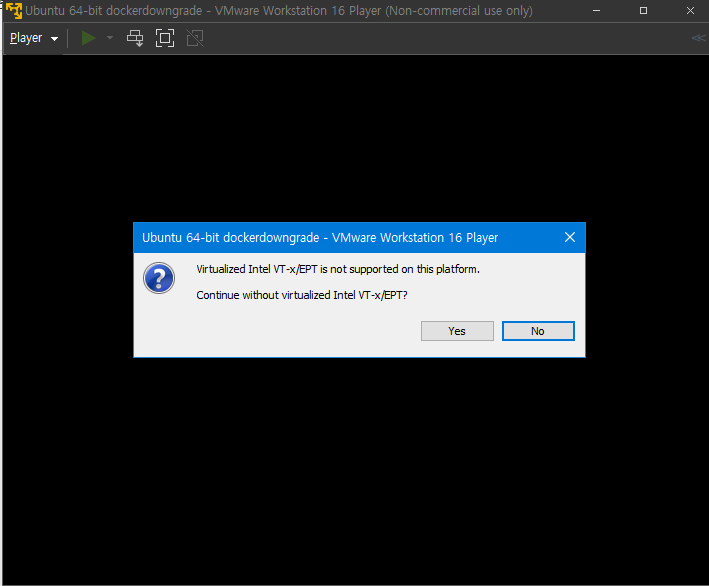 Ubuntu 64-bit dockerdowngrade - VMware Workstation 16 Player (Non-commercial use only)
Player
Ubuntu 64-bit dockerdowngrade - VMware Workstation 16 Player
Virtualized Intel VT-x/EPT is not supported on this platform.
Continue without virtualized Intel VT-x/EPT?
Yes No